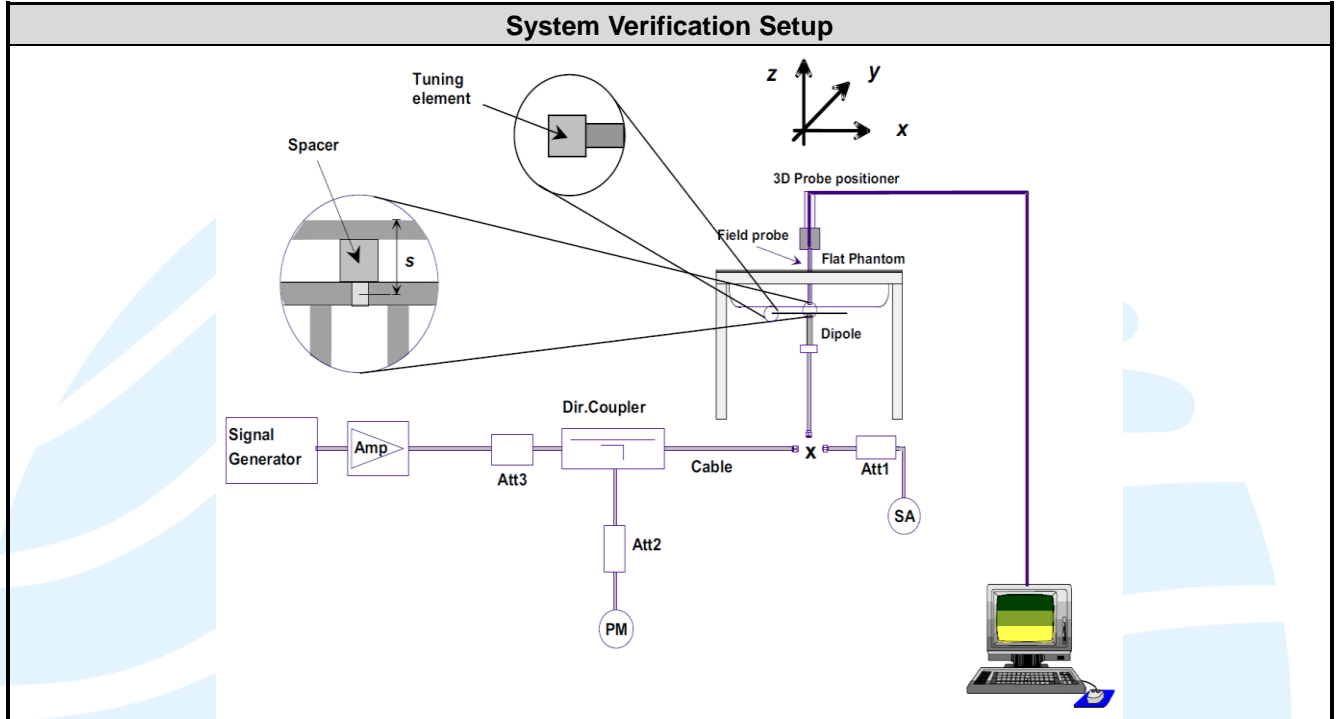 System Verification Setup
Tuning
element
z
y
x
Spacer
s
3D Probe positioner
Field probe
Flat Phantom
Dipole
Dir.Coupler
Signal
Generator
Amp
Att3
Cable
X
Att1
SA
Att2
PM